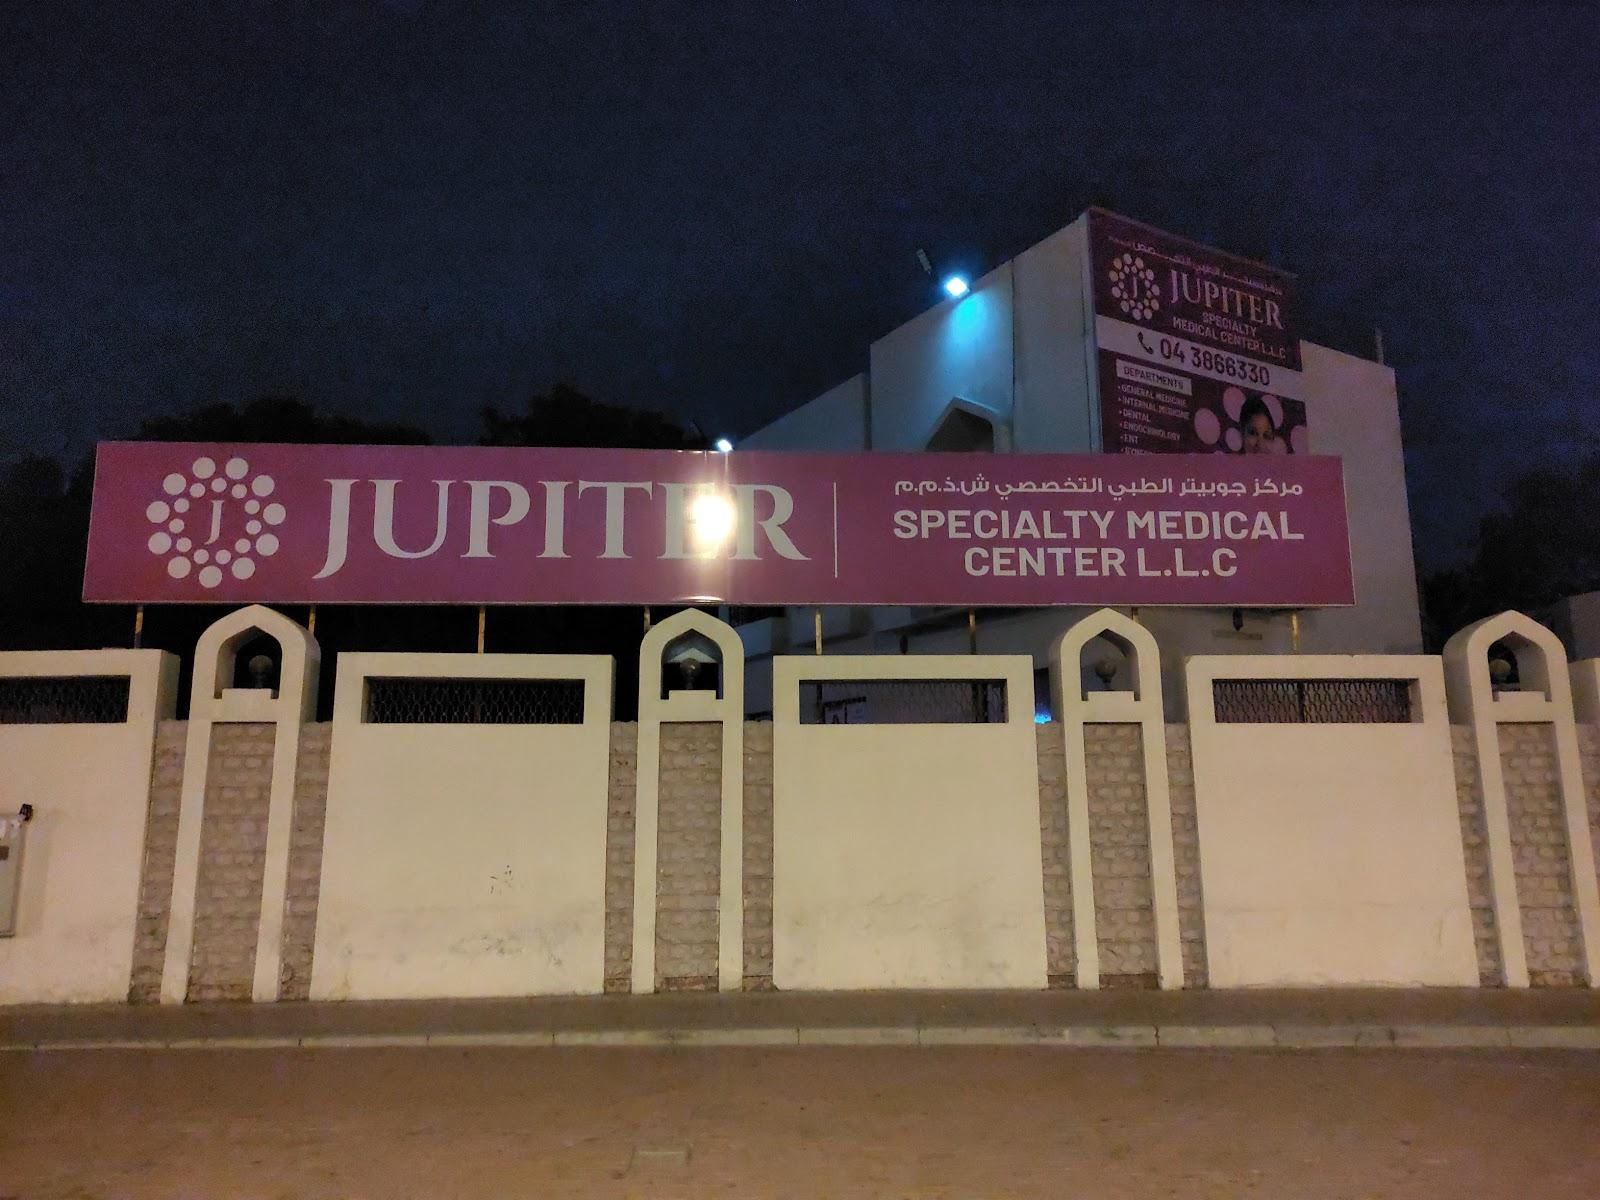 JUPITER
SPECIALTY
MEDICAL CENTER L.L.C
04 3866330
DEPARTMENTS
• GENERAL MEDICINE
• INTERNAL MEDICINE
• DENTAL
• ENDOCRINOLOGY
• ENT
J
JUPITER
مركز جوبيتر الطبي التخصصي ش.ذ.م.م
SPECIALTY MEDICAL
CENTER L.L.C